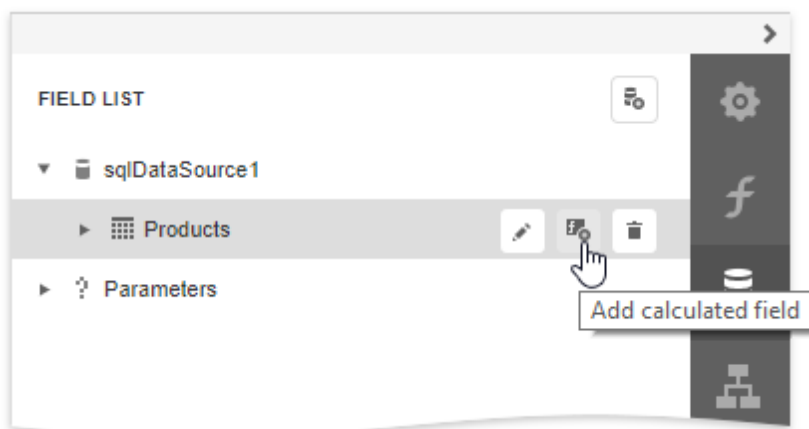 FIELD LIST
sqlDataSource1
Products
Parameters
Add calculated field